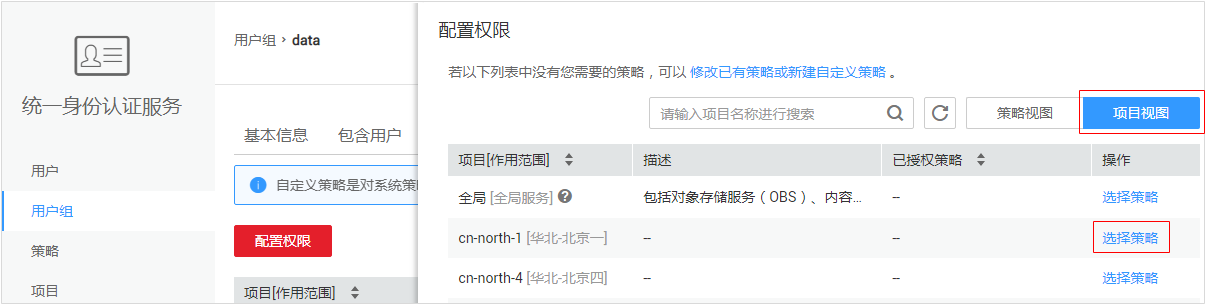 统一身份认证服务
用户
用户组
策略
项目
用户组 > data
基本信息 包含用户
自定义策略是对系统策
配置权限
项目[作用范围]
配置权限
若以下列表中没有您需要的策略，可以 修改已有策略或新建自定义策略 。
请输入项目名称进行搜索 策略视图 项目视图
项目[作用范围] 描述 已授权策略 操作
全局 [全局服务] ? 包括对象存储服务（OBS）、内容... -- 选择策略
cn-north-1 [华北-北京一] -- -- 选择策略
cn-north-4 [华北-北京四] -- -- 选择策略